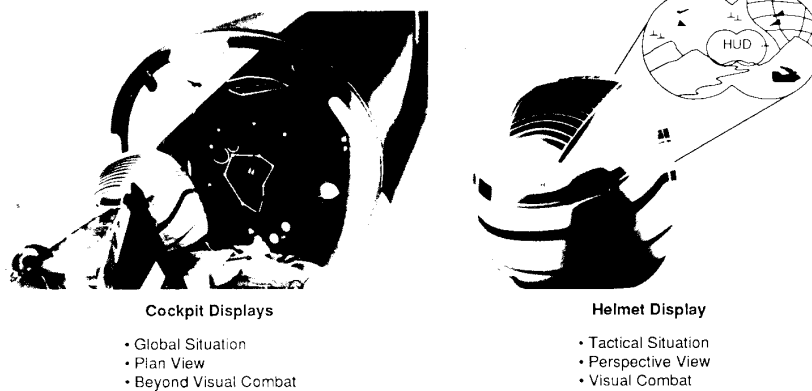 HUD
Cockpit Displays
• Global Situation
• Plan View
• Beyond Visual Combat
Helmet Display
• Tactical Situation
• Perspective View
• Visual Combat